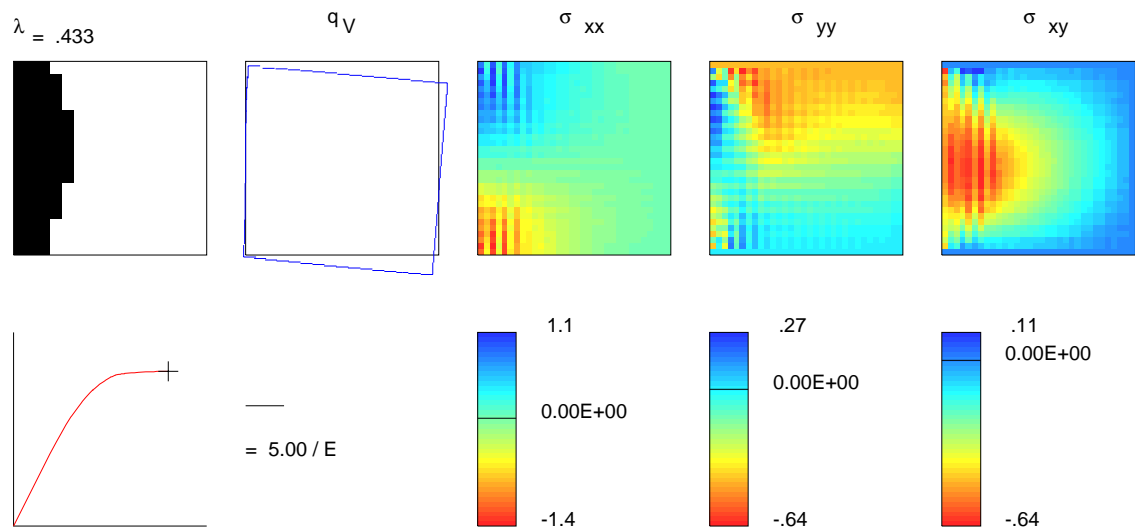 λ = .433
q V
σ xx
σ yy
σ xy
1.1
0.00E+00
-1.4
.27
0.00E+00
-.64
.11
0.00E+00
-.64
= 5.00 / E